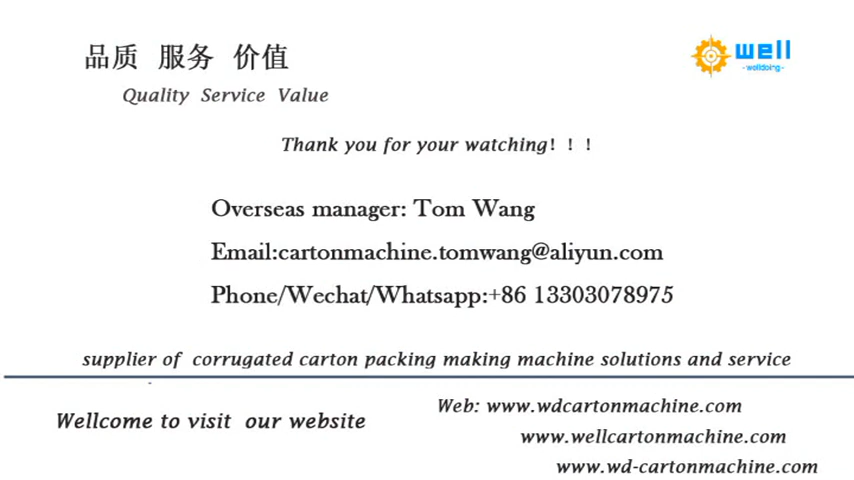 品质 服务 价值
Quality Service Value
well
-welldoing-
Thank you for your watching! ! !
Overseas manager: Tom Wang
Email:cartonmachine.tomwang@aliyun.com
Phone/Wechat/Whatsapp:+86 13303078975
supplier of corrugated carton packing making machine solutions and service
Wellcome to visit our website
Web: www.wdcartonmachine.com
www.wellcartonmachine.com
www.wd-cartonmachine.com